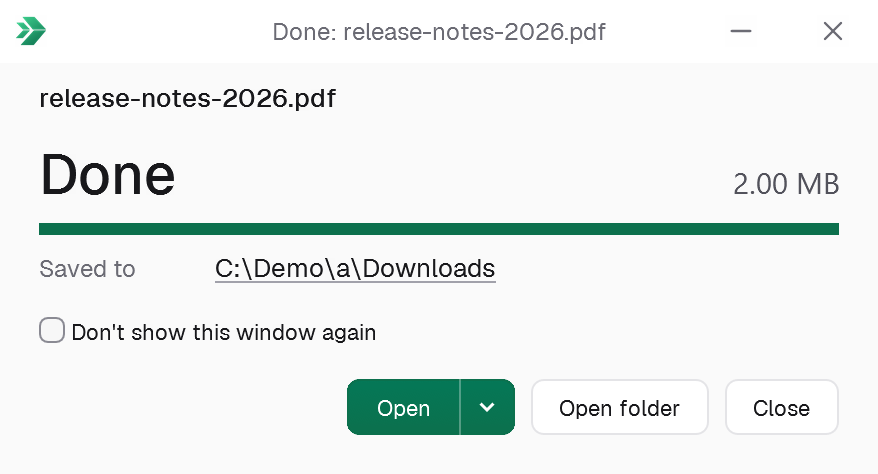 Done: release-notes-2026.pdf
release-notes-2026.pdf
Done
2.00 MB
Saved to C:\Demo\a\Downloads
Don't show this window again
Open Open folder Close